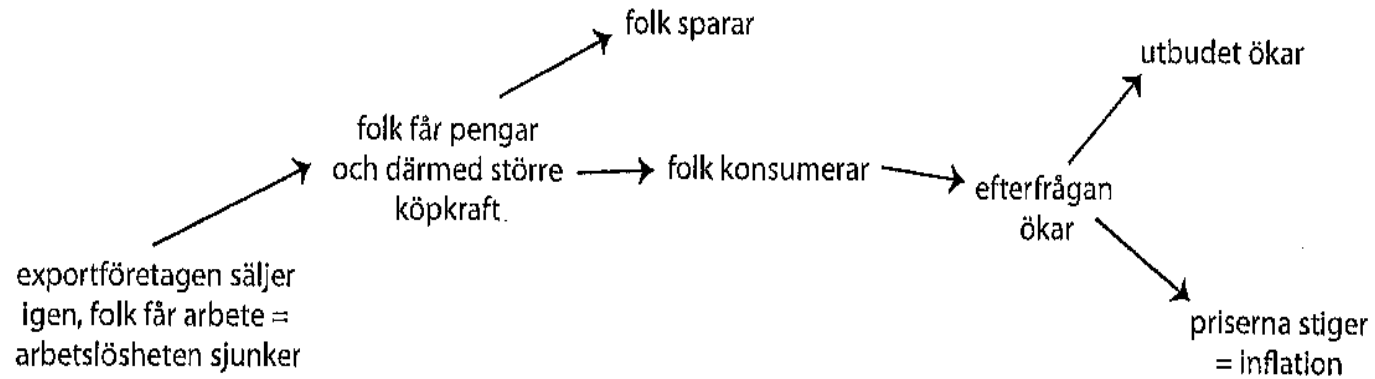 folk sparar
utbudet ökar
folk får pengar
och därmed större
köpkraft.
folk konsumerar
efterfrågan
ökar
exportföretagen säljer
igen, folk får arbete =
arbetslösheten sjunker
priserna stiger
= inflation